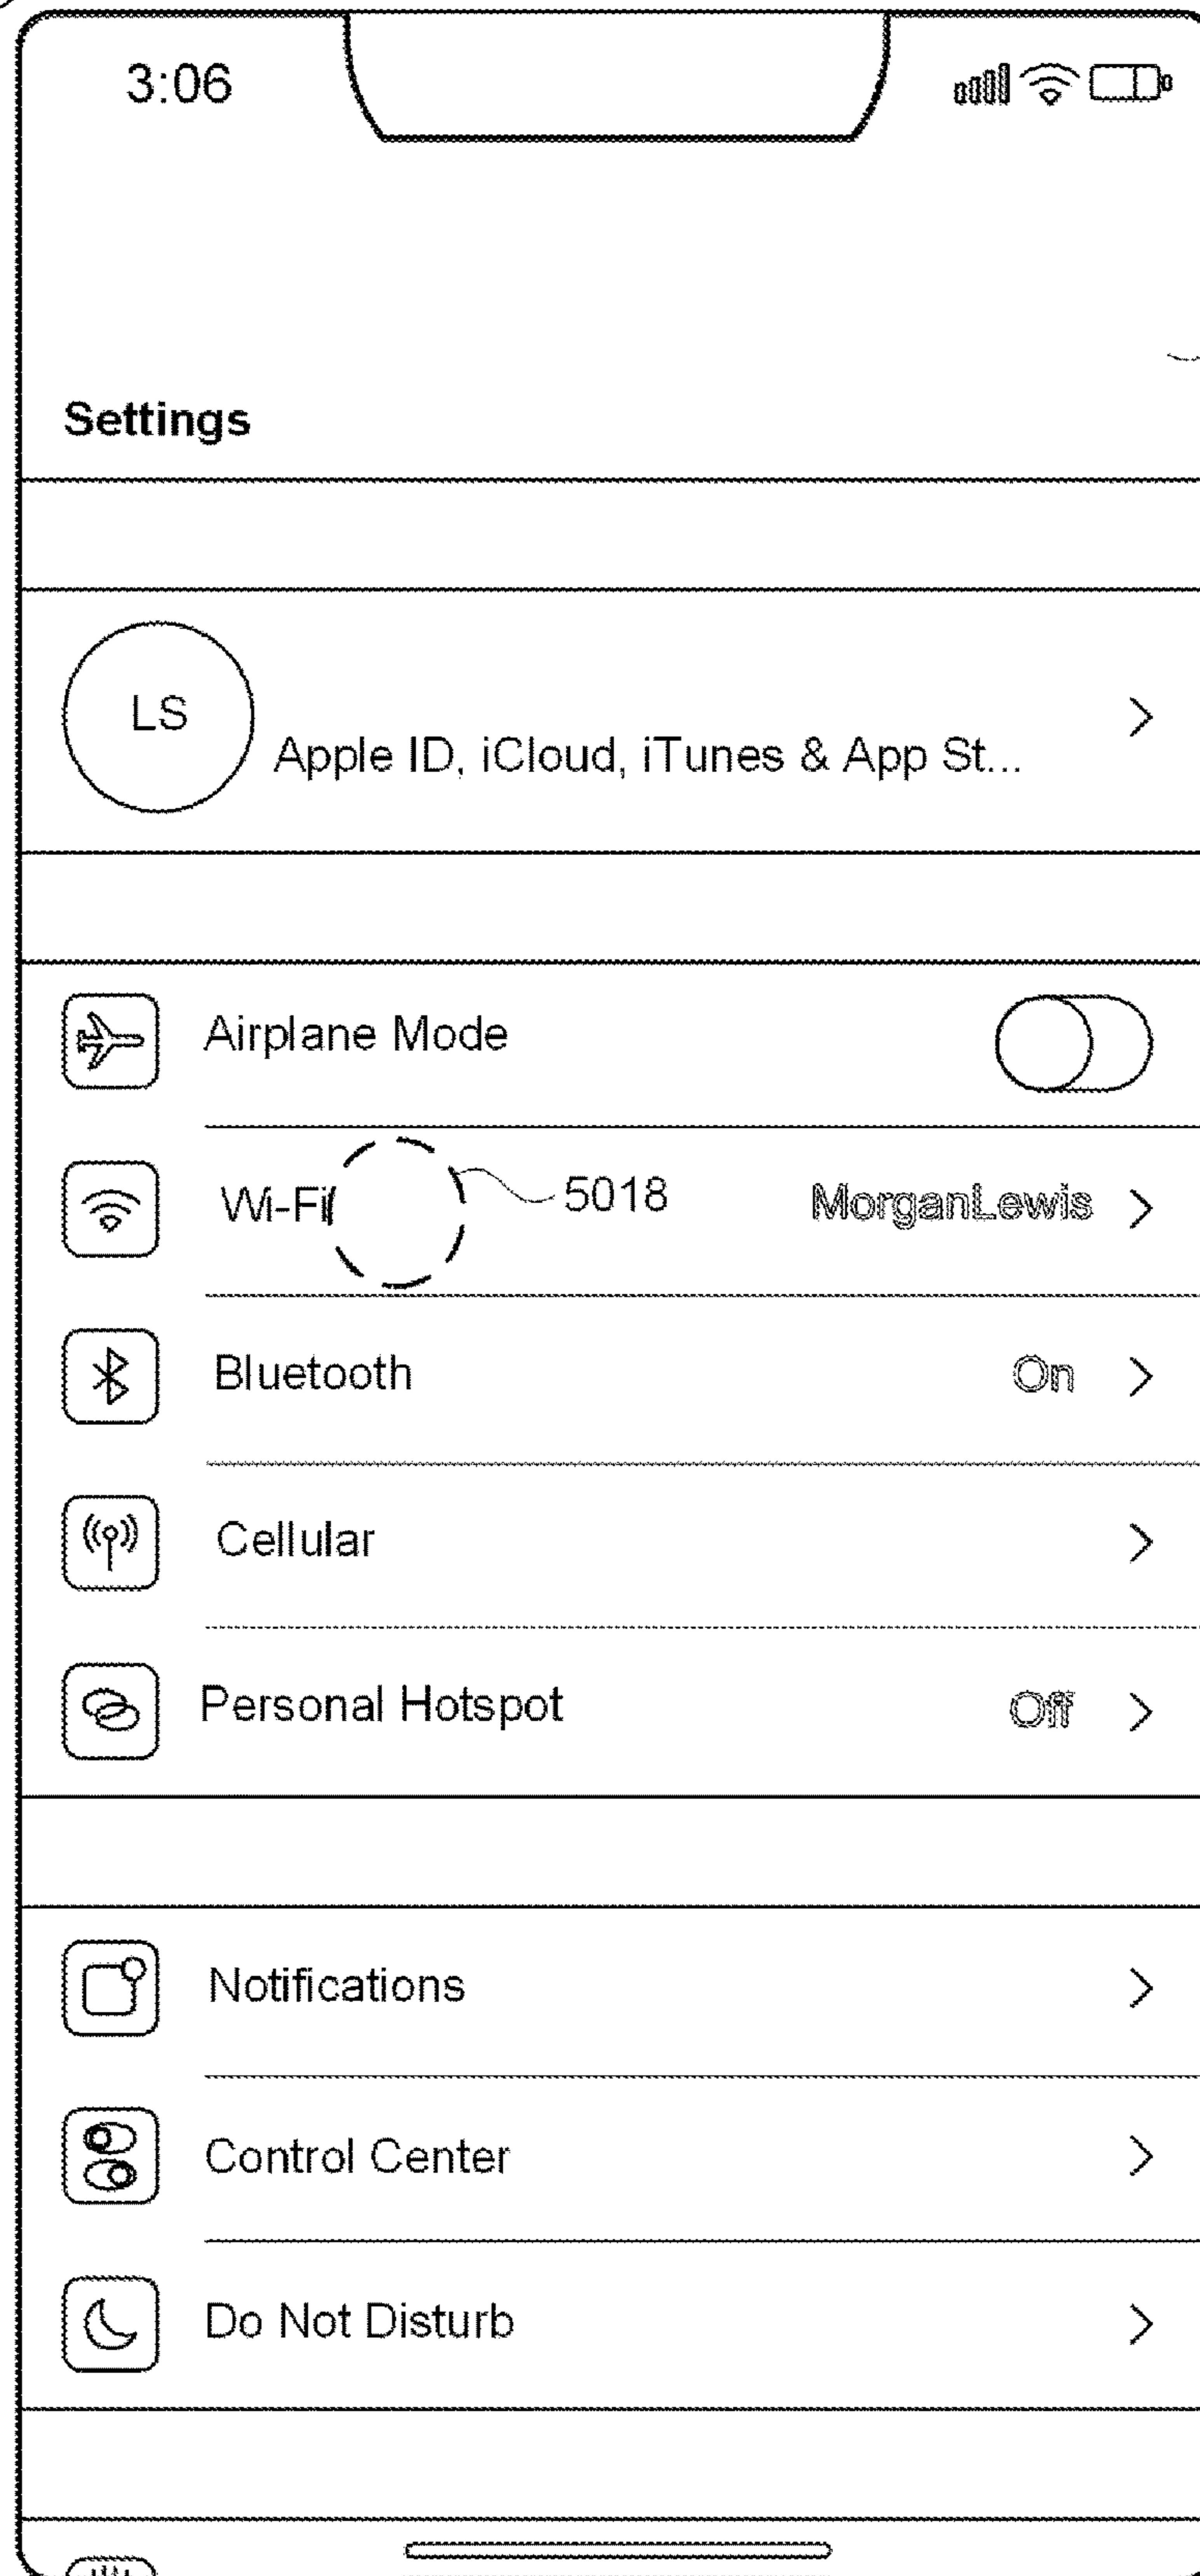 3:06
Settings
LS
Apple ID, iCloud, iTunes & App St...
Airplane Mode
Wi-Fi 5018 MorganLewis
Bluetooth On
Cellular
Personal Hotspot Off
Notifications
Control Center
Do Not Disturb